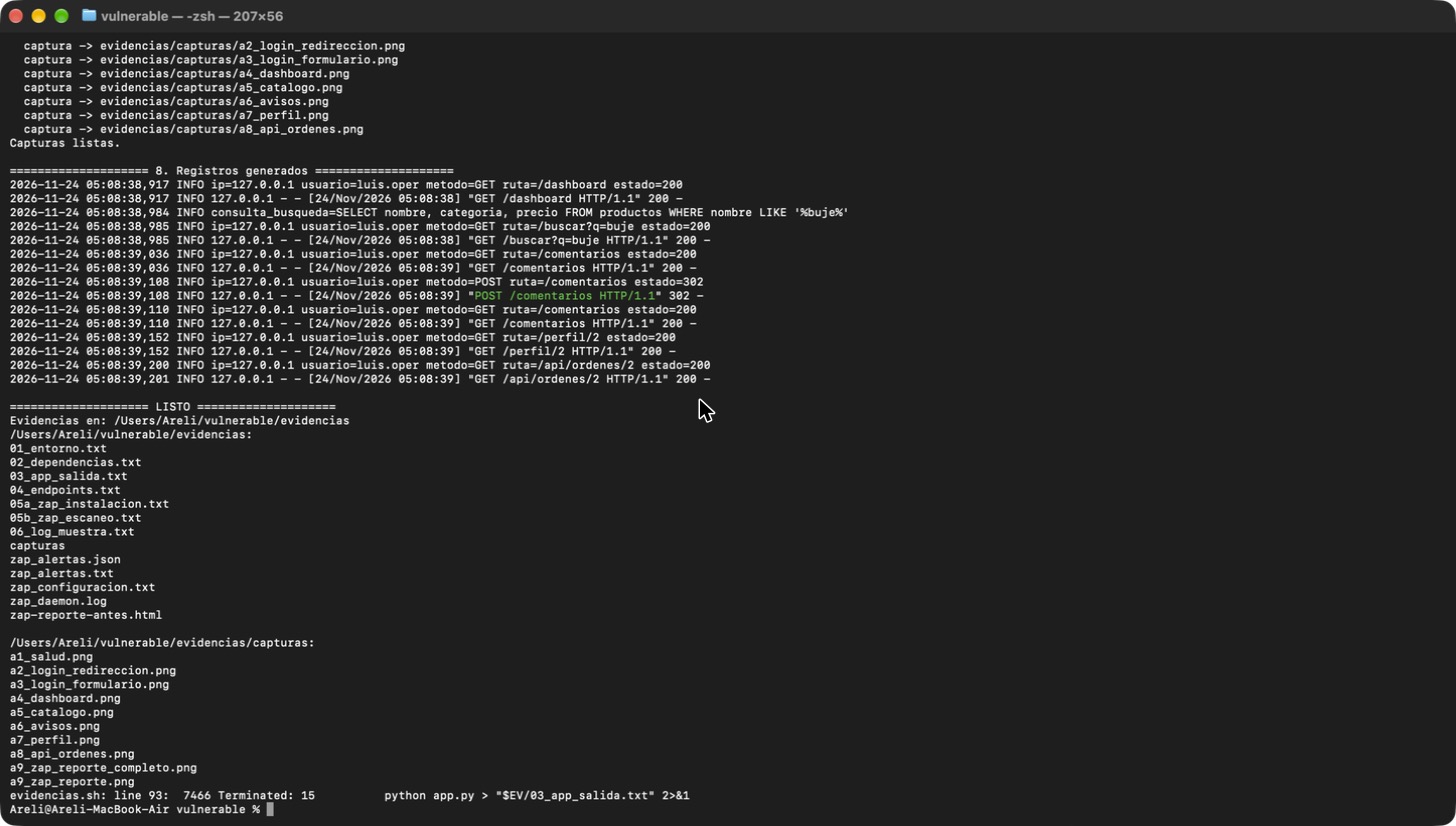 vulnerable — -zsh — 207×56
captura -> evidencias/capturas/a2_login_redireccion.png
captura -> evidencias/capturas/a3_login_formulario.png
captura -> evidencias/capturas/a4_dashboard.png
captura -> evidencias/capturas/a5_catalogo.png
captura -> evidencias/capturas/a6_avisos.png
captura -> evidencias/capturas/a7_perfil.png
captura -> evidencias/capturas/a8_api_ordenes.png
Capturas listas.
==================== 8. Registros generados ====================
2026-11-24 05:08:38,917 INFO ip=127.0.0.1 usuario=luis.oper metodo=GET ruta=/dashboard estado=200
2026-11-24 05:08:38,917 INFO 127.0.0.1 - - [24/Nov/2026 05:08:38] "GET /dashboard HTTP/1.1" 200 -
2026-11-24 05:08:38,984 INFO consulta_busqueda=SELECT nombre, categoria, precio FROM productos WHERE nombre LIKE '%buje%'
2026-11-24 05:08:38,985 INFO ip=127.0.0.1 usuario=luis.oper metodo=GET ruta=/buscar?q=buje estado=200
2026-11-24 05:08:38,985 INFO 127.0.0.1 - - [24/Nov/2026 05:08:38] "GET /buscar?q=buje HTTP/1.1" 200 -
2026-11-24 05:08:39,036 INFO ip=127.0.0.1 usuario=luis.oper metodo=GET ruta=/comentarios estado=200
2026-11-24 05:08:39,036 INFO 127.0.0.1 - - [24/Nov/2026 05:08:39] "GET /comentarios HTTP/1.1" 200 -
2026-11-24 05:08:39,108 INFO ip=127.0.0.1 usuario=luis.oper metodo=POST ruta=/comentarios estado=302
2026-11-24 05:08:39,108 INFO 127.0.0.1 - - [24/Nov/2026 05:08:39] "POST /comentarios HTTP/1.1" 302 -
2026-11-24 05:08:39,110 INFO ip=127.0.0.1 usuario=luis.oper metodo=GET ruta=/comentarios estado=200
2026-11-24 05:08:39,110 INFO 127.0.0.1 - - [24/Nov/2026 05:08:39] "GET /comentarios HTTP/1.1" 200 -
2026-11-24 05:08:39,152 INFO ip=127.0.0.1 usuario=luis.oper metodo=GET ruta=/perfil/2 estado=200
2026-11-24 05:08:39,152 INFO 127.0.0.1 - - [24/Nov/2026 05:08:39] "GET /perfil/2 HTTP/1.1" 200 -
2026-11-24 05:08:39,200 INFO ip=127.0.0.1 usuario=luis.oper metodo=GET ruta=/api/ordenes/2 estado=200
2026-11-24 05:08:39,201 INFO 127.0.0.1 - - [24/Nov/2026 05:08:39] "GET /api/ordenes/2 HTTP/1.1" 200 -
==================== LISTO ====================
Evidencias en: /Users/Areli/vulnerable/evidencias
/Users/Areli/vulnerable/evidencias:
01_entorno.txt
02_dependencias.txt
03_app_salida.txt
04_endpoints.txt
05a_zap_instalacion.txt
05b_zap_escaneo.txt
06_log_muestra.txt
capturas
zap_alertas.json
zap_alertas.txt
zap_configuracion.txt
zap_daemon.log
zap-reporte-antes.html
/Users/Areli/vulnerable/evidencias/capturas:
a1_salud.png
a2_login_redireccion.png
a3_login_formulario.png
a4_dashboard.png
a5_catalogo.png
a6_avisos.png
a7_perfil.png
a8_api_ordenes.png
a9_zap_reporte_completo.png
a9_zap_reporte.png
evidencias.sh: line 93:  7466 Terminated: 15          python app.py > "$EV/03_app_salida.txt" 2>&1
Areli@Areli-MacBook-Air vulnerable %